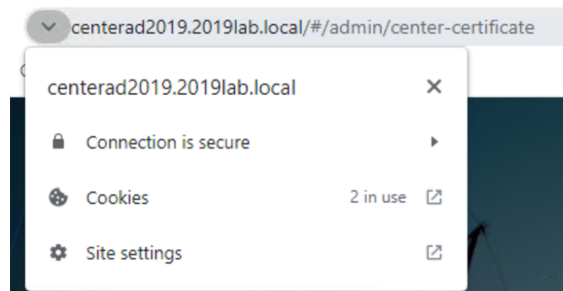 centerad2019.2019lab.local/#/admin/center-certificate
centerad2019.2019lab.local
Connection is secure
Cookies 2 in use
Site settings